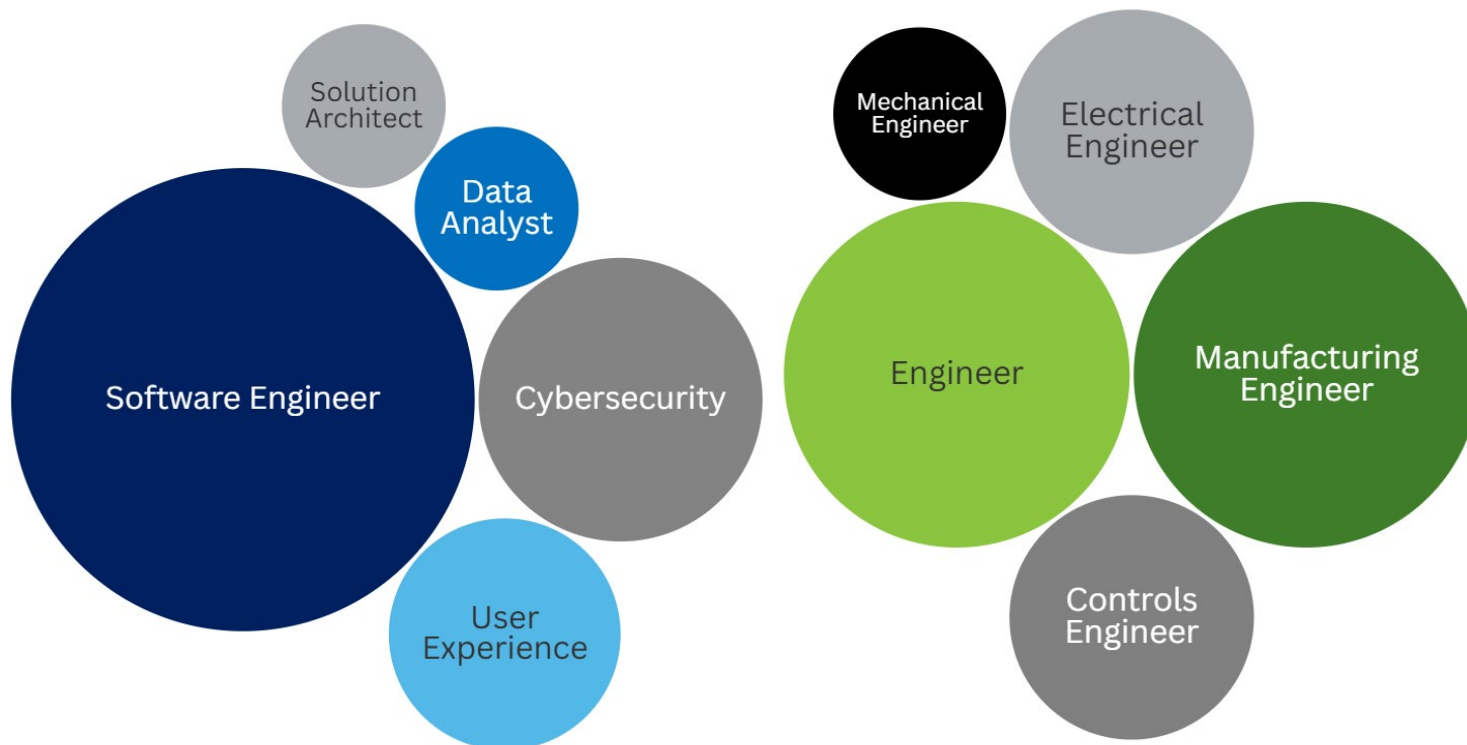 Solution
Architect
Data
Analyst
Software Engineer
Cybersecurity
User
Experience
Mechanical
Engineer
Electrical
Engineer
Engineer
Manufacturing
Engineer
Controls
Engineer